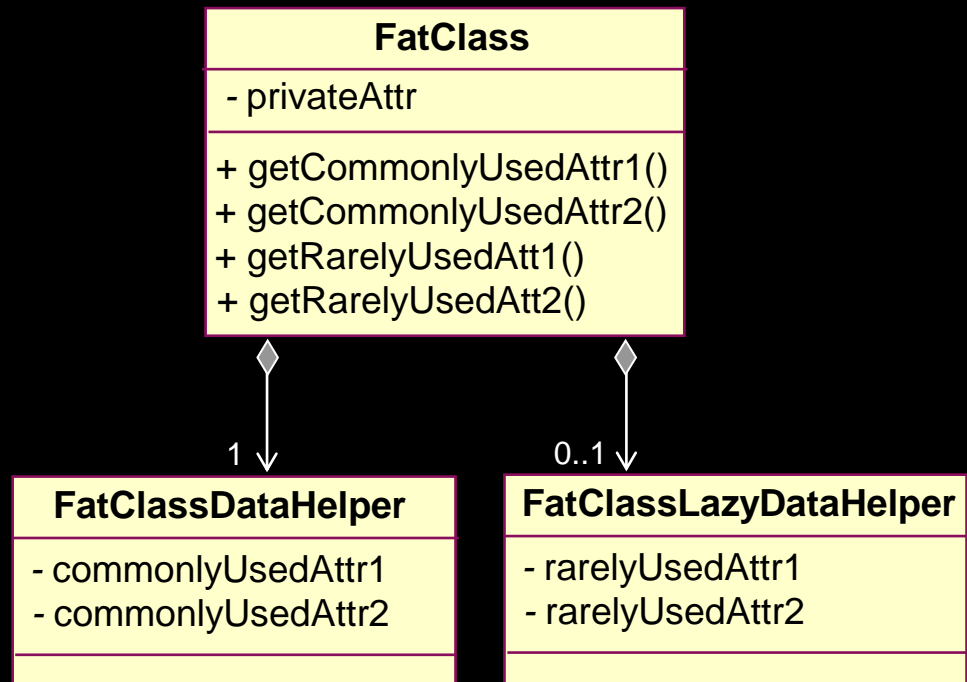 FatClass
- privateAttr
+ getCommonlyUsedAttr1()
+ getCommonlyUsedAttr2()
+ getRarelyUsedAtt1()
+ getRarelyUsedAtt2()
1
0..1
FatClassDataHelper
- commonlyUsedAttr1
- commonlyUsedAttr2
FatClassLazyDataHelper
- rarelyUsedAttr1
- rarelyUsedAttr2